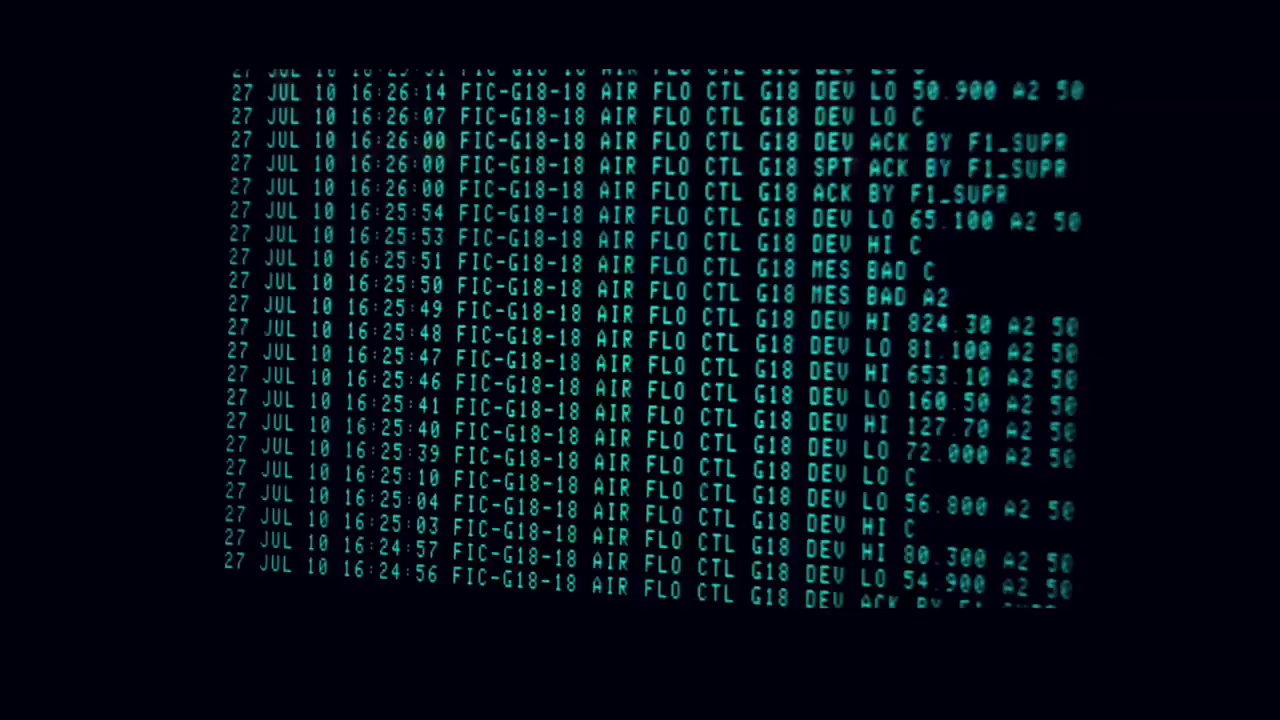 27 JUL 10 FIC-G18-18 AIR FLO CTL G18 DEV LO C
27 JUL 10 16:26:14 FIC-G18-18 AIR FLO CTL G18 DEV LO 50.900 A2 50
27 JUL 10 16:26:07 FIC-G18-18 AIR FLO CTL G18 DEV LO C
27 JUL 10 16:26:00 FIC-G18-18 AIR FLO CTL G18 DEV ACK BY F1_SUPR
27 JUL 10 16:26:00 FIC-G18-18 AIR FLO CTL G18 SPT ACK BY F1_SUPR
27 JUL 10 16:26:00 FIC-G18-18 AIR FLO CTL G18 ACK BY F1_SUPR
27 JUL 10 16:25:54 FIC-G18-18 AIR FLO CTL G18 DEV LO 65.100 A2 50
27 JUL 10 16:25:53 FIC-G18-18 AIR FLO CTL G18 DEV HI C
27 JUL 10 16:25:51 FIC-G18-18 AIR FLO CTL G18 MES BAD C
27 JUL 10 16:25:50 FIC-G18-18 AIR FLO CTL G18 MES BAD A2
27 JUL 10 16:25:49 FIC-G18-18 AIR FLO CTL G18 DEV HI 824.30 A2 50
27 JUL 10 16:25:48 FIC-G18-18 AIR FLO CTL G18 DEV LO 81.100 A2 50
27 JUL 10 16:25:47 FIC-G18-18 AIR FLO CTL G18 DEV HI 653.10 A2 50
27 JUL 10 16:25:46 FIC-G18-18 AIR FLO CTL G18 DEV LO 160.50 A2 50
27 JUL 10 16:25:41 FIC-G18-18 AIR FLO CTL G18 DEV HI 127.70 A2 50
27 JUL 10 16:25:40 FIC-G18-18 AIR FLO CTL G18 DEV LO 72.000 A2 50
27 JUL 10 16:25:39 FIC-G18-18 AIR FLO CTL G18 DEV LO C
27 JUL 10 16:25:10 FIC-G18-18 AIR FLO CTL G18 DEV LO 56.800 A2 50
27 JUL 10 16:25:04 FIC-G18-18 AIR FLO CTL G18 DEV HI C
27 JUL 10 16:25:03 FIC-G18-18 AIR FLO CTL G18 DEV HI 80.300 A2 50
27 JUL 10 16:24:57 FIC-G18-18 AIR FLO CTL G18 DEV LO 54.900 A2 50
27 JUL 10 16:24:56 FIC-G18-18 AIR FLO CTL G18 DEV ACK BY F1_SUPR